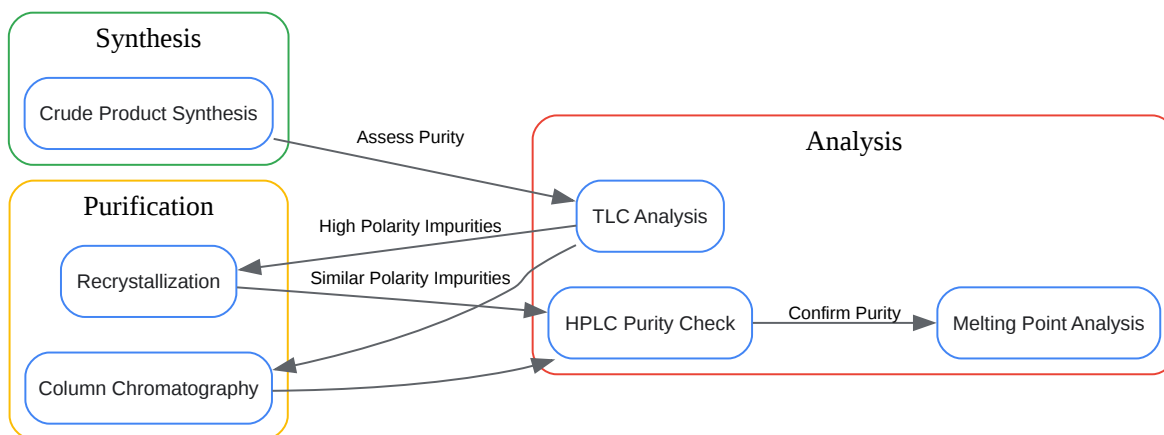 Synthesis
Crude Product Synthesis
Assess Purity
Analysis
Purification
TLC Analysis
High Polarity Impurities
Recrystallization
Similar Polarity Impurities
HPLC Purity Check
Confirm Purity
Melting Point Analysis
Column Chromatography